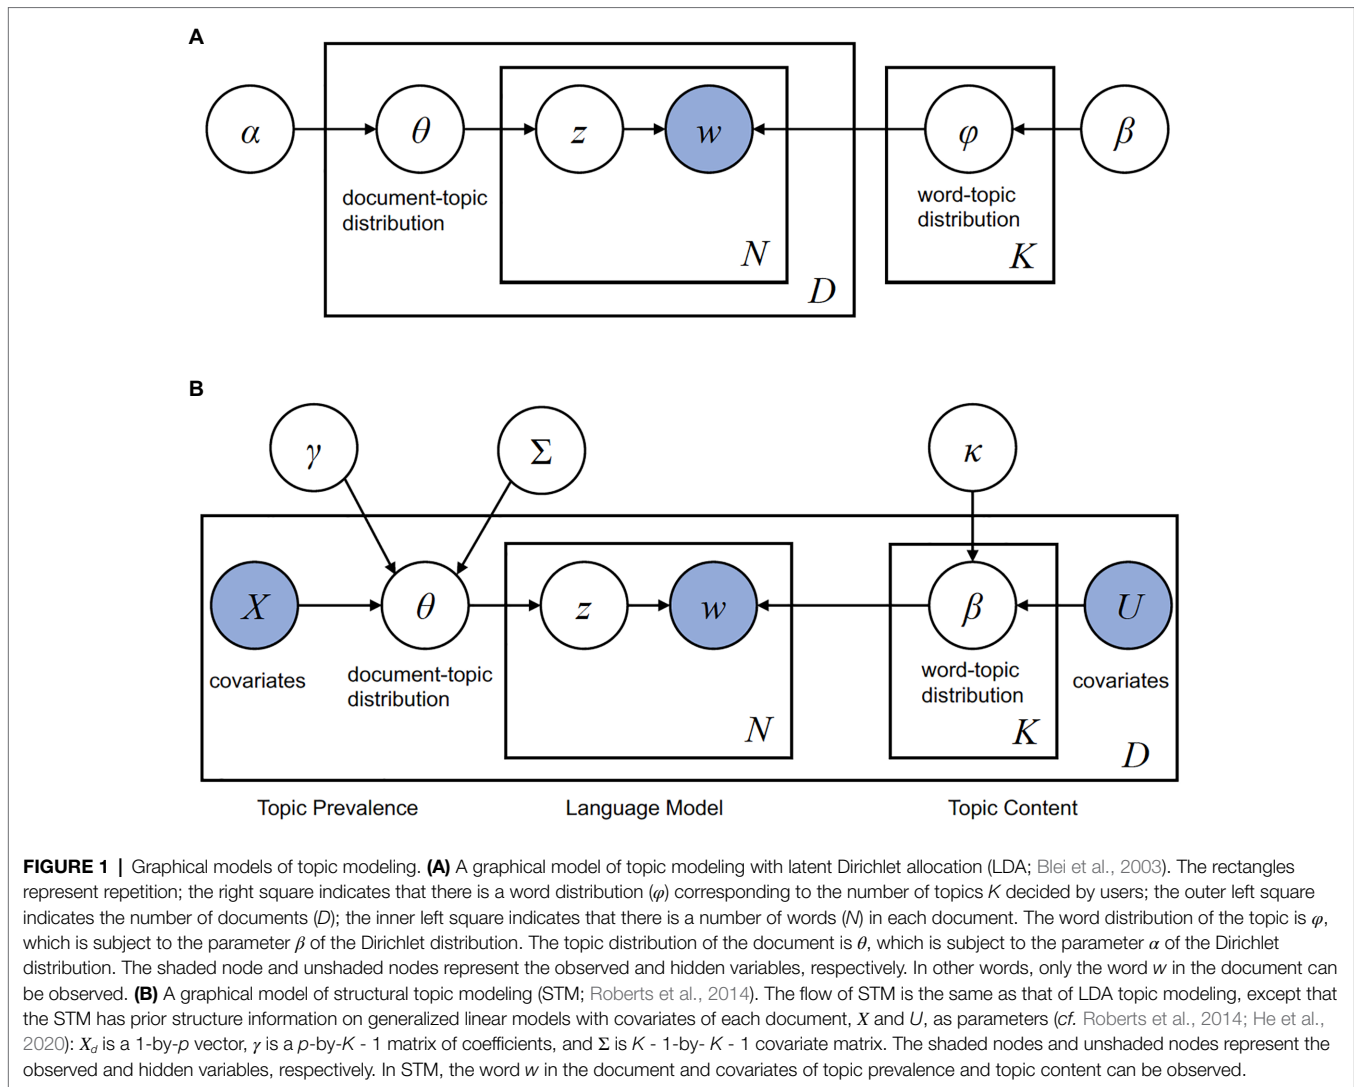 A
α
θ
z
w
φ
β
document-topic
distribution
word-topic
distribution
N
K
D
B
γ
Σ
κ
X
θ
z
w
β
U
covariates
document-topic
distribution
word-topic
distribution
covariates
N
K
D
Topic Prevalence
Language Model
Topic Content
FIGURE 1 | Graphical models of topic modeling. (A) A graphical model of topic modeling with latent Dirichlet allocation (LDA; Blei et al., 2003). The rectangles
represent repetition; the right square indicates that there is a word distribution (φ) corresponding to the number of topics K decided by users; the outer left square
indicates the number of documents (D); the inner left square indicates that there is a number of words (N) in each document. The word distribution of the topic is φ,
which is subject to the parameter β of the Dirichlet distribution. The topic distribution of the document is θ, which is subject to the parameter α of the Dirichlet
distribution. The shaded node and unshaded nodes represent the observed and hidden variables, respectively. In other words, only the word w in the document can
be observed. (B) A graphical model of structural topic modeling (STM; Roberts et al., 2014). The flow of STM is the same as that of LDA topic modeling, except that
the STM has prior structure information on generalized linear models with covariates of each document, X and U, as parameters (cf. Roberts et al., 2014; He et al.,
2020): X_d is a 1-by-p vector, γ is a p-by-K - 1 matrix of coefficients, and Σ is K - 1-by- K - 1 covariate matrix. The shaded nodes and unshaded nodes represent the
observed and hidden variables, respectively. In STM, the word w in the document and covariates of topic prevalence and topic content can be observed.